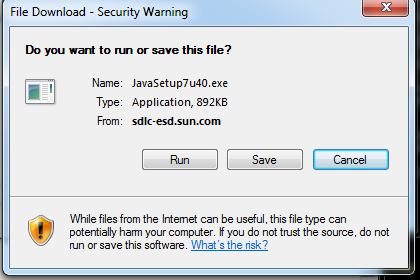 File Download - Security Warning
Do you want to run or save this file?
Name: JavaSetup7u40.exe
Type: Application, 892KB
From: sdlc-esd.sun.com
Run Save Cancel
While files from the Internet can be useful, this file type can
potentially harm your computer. If you do not trust the source, do not
run or save this software. What's the risk?